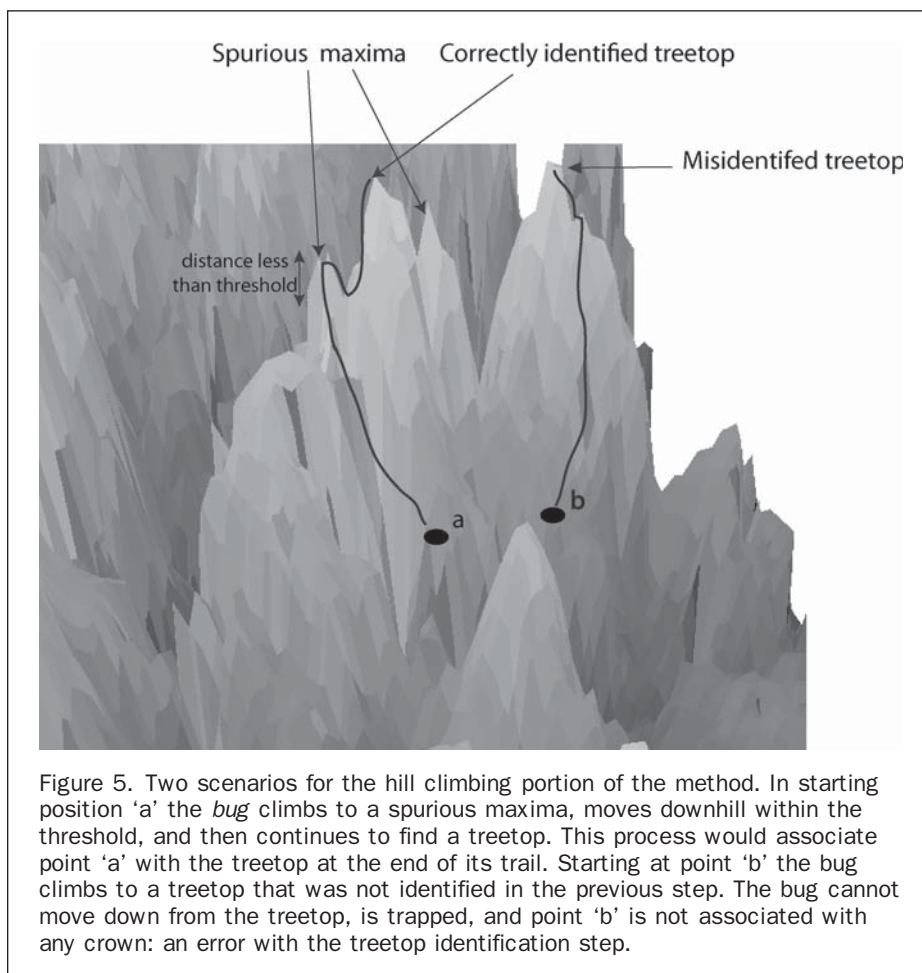 Spurious maxima
Correctly identified treetop
Misidentifed treetop
distance less
than threshold
a
b
Figure 5. Two scenarios for the hill climbing portion of the method. In starting
position ‘a’ the bug climbs to a spurious maxima, moves downhill within the
threshold, and then continues to find a treetop. This process would associate
point ‘a’ with the treetop at the end of its trail. Starting at point ‘b’ the bug
climbs to a treetop that was not identified in the previous step. The bug cannot
move down from the treetop, is trapped, and point ‘b’ is not associated with
any crown: an error with the treetop identification step.